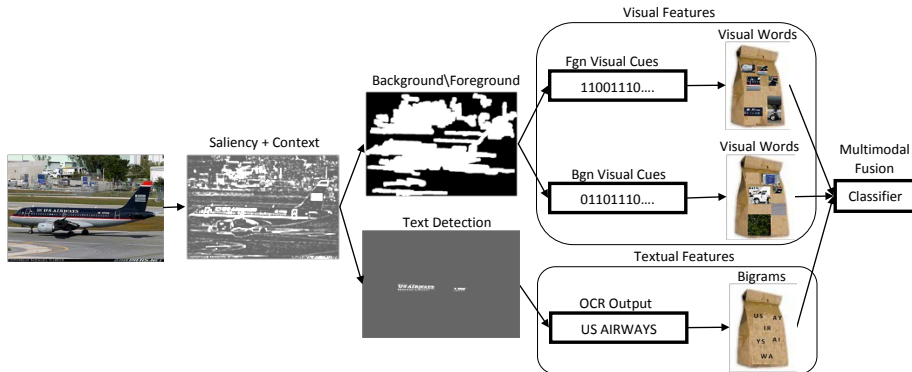 Visual Features
Visual Words
Fgn Visual Cues
11001110....
Background\Foreground
Saliency + Context
Visual Words
Bgn Visual Cues
01101110....
Multimodal
Fusion
Classifier
US AIRWAYS
Text Detection
US AIRWAYS
Textual Features
Bigrams
OCR Output
US AIRWAYS
US AY
IR
YS AI
WA